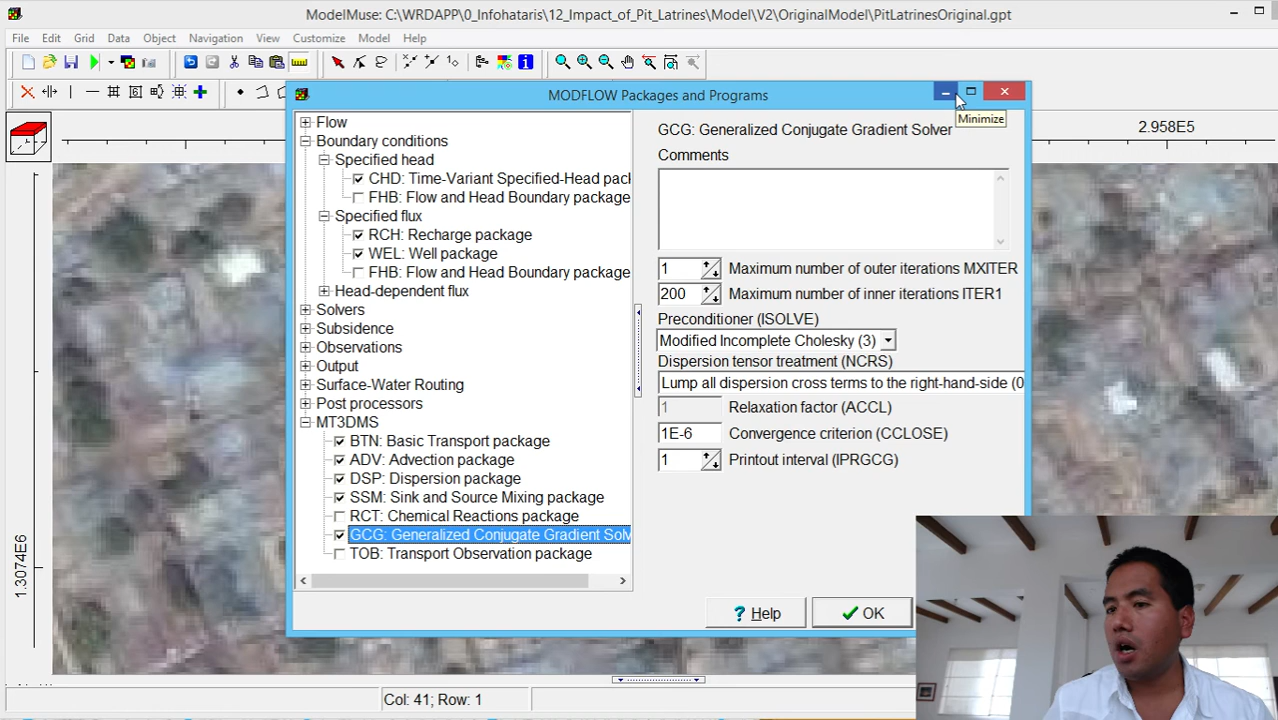 ModelMuse: C:\WRDAPP\0_Infohataris\12_Impact_of_Pit_Latrines\Model\V2\OriginalModel\PitLatrinesOriginal.gpt
File Edit Grid Data Object Navigation View Customize Model Help
MODFLOW Packages and Programs
Minimize
2.958E5
1.3074E6
Flow
Boundary conditions
Specified head
CHD: Time-Variant Specified-Head pack
FHB: Flow and Head Boundary package
Specified flux
RCH: Recharge package
WEL: Well package
FHB: Flow and Head Boundary package
Head-dependent flux
Solvers
Subsidence
Observations
Output
Surface-Water Routing
Post processors
MT3DMS
BTN: Basic Transport package
ADV: Advection package
DSP: Dispersion package
SSM: Sink and Source Mixing package
RCT: Chemical Reactions package
GCG: Generalized Conjugate Gradient Solv
TOB: Transport Observation package
GCG: Generalized Conjugate Gradient Solver
Comments
1 Maximum number of outer iterations MXITER
200 Maximum number of inner iterations ITER1
Preconditioner (ISOLVE)
Modified Incomplete Cholesky (3)
Dispersion tensor treatment (NCRS)
Lump all dispersion cross terms to the right-hand-side (0
1 Relaxation factor (ACCL)
1E-6 Convergence criterion (CCLOSE)
1 Printout interval (IPRGCG)
? Help
OK
Col: 41; Row: 1